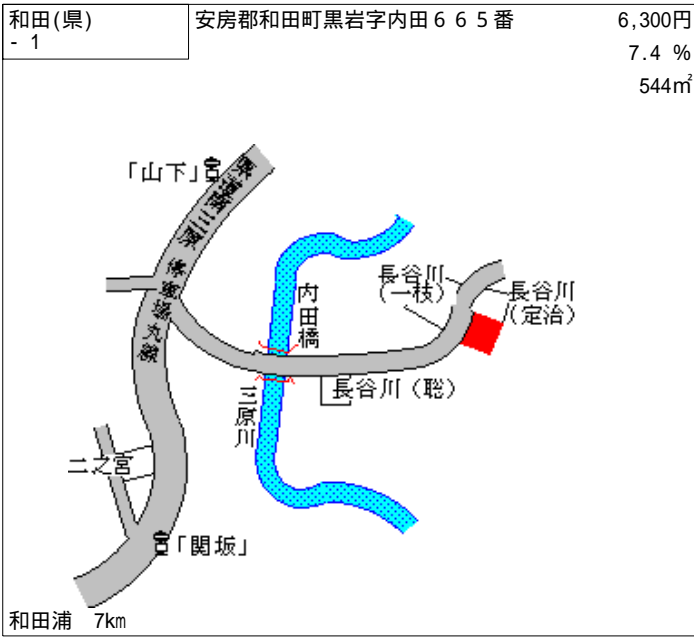 和田(県)
- 1
安房郡和田町黒岩字内田665番
6,300円
7.4 %
544㎡
「山下」
内田橋
長谷川
(一枝)
長谷川
(定治)
長谷川(聡)
三原川
二之宮
「関坂」
和田浦 7km